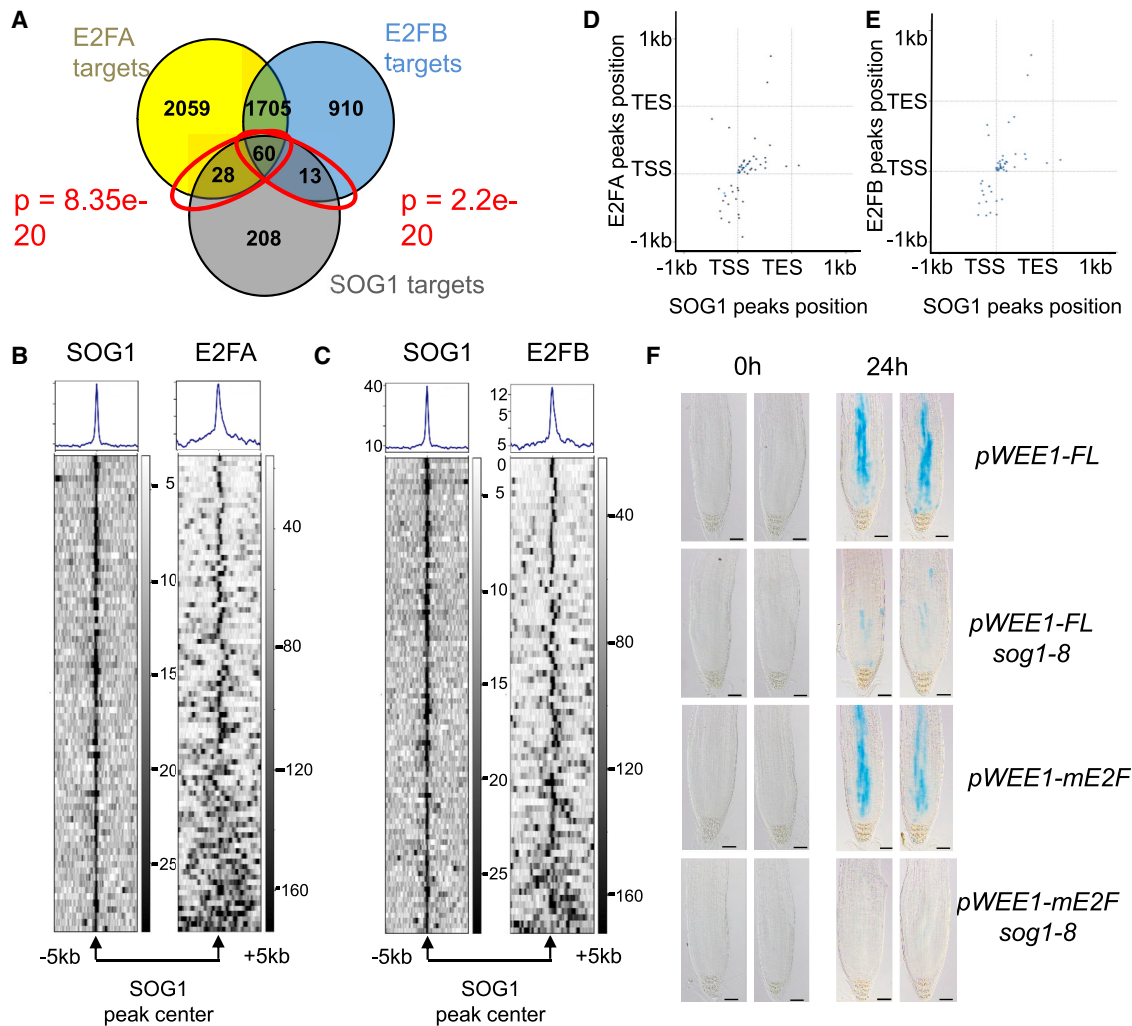 A
E2FA
targets
E2FB
targets
2059
1705
910
60
28
13
208
p = 8.35e-
20
p = 2.2e-
20
SOG1 targets
D
1kb
TES
TSS
-1kb
E2FA peaks position
-1kb TSS TES 1kb
SOG1 peaks position
E
1kb
TES
TSS
-1kb
E2FB peaks position
-1kb TSS TES 1kb
SOG1 peaks position
B
SOG1
E2FA
5
10
15
20
25
40
80
120
160
-5kb
+5kb
SOG1
peak center
C
SOG1
E2FB
40
10
12
5
0
5
10
15
20
25
40
80
120
160
-5kb
+5kb
SOG1
peak center
F
0h
24h
pWEE1-FL
pWEE1-FL
sog1-8
pWEE1-mE2F
pWEE1-mE2F
sog1-8